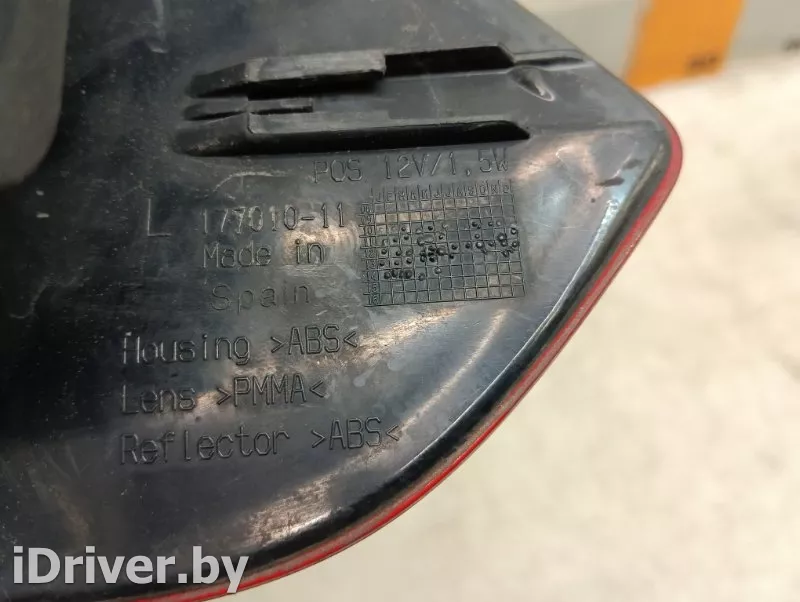 POS 12V/1,5W
L 177010-11
Made in
Spain
Housing >ABS<
Lens >PMMA<
Reflector >ABS<
iDriver.by